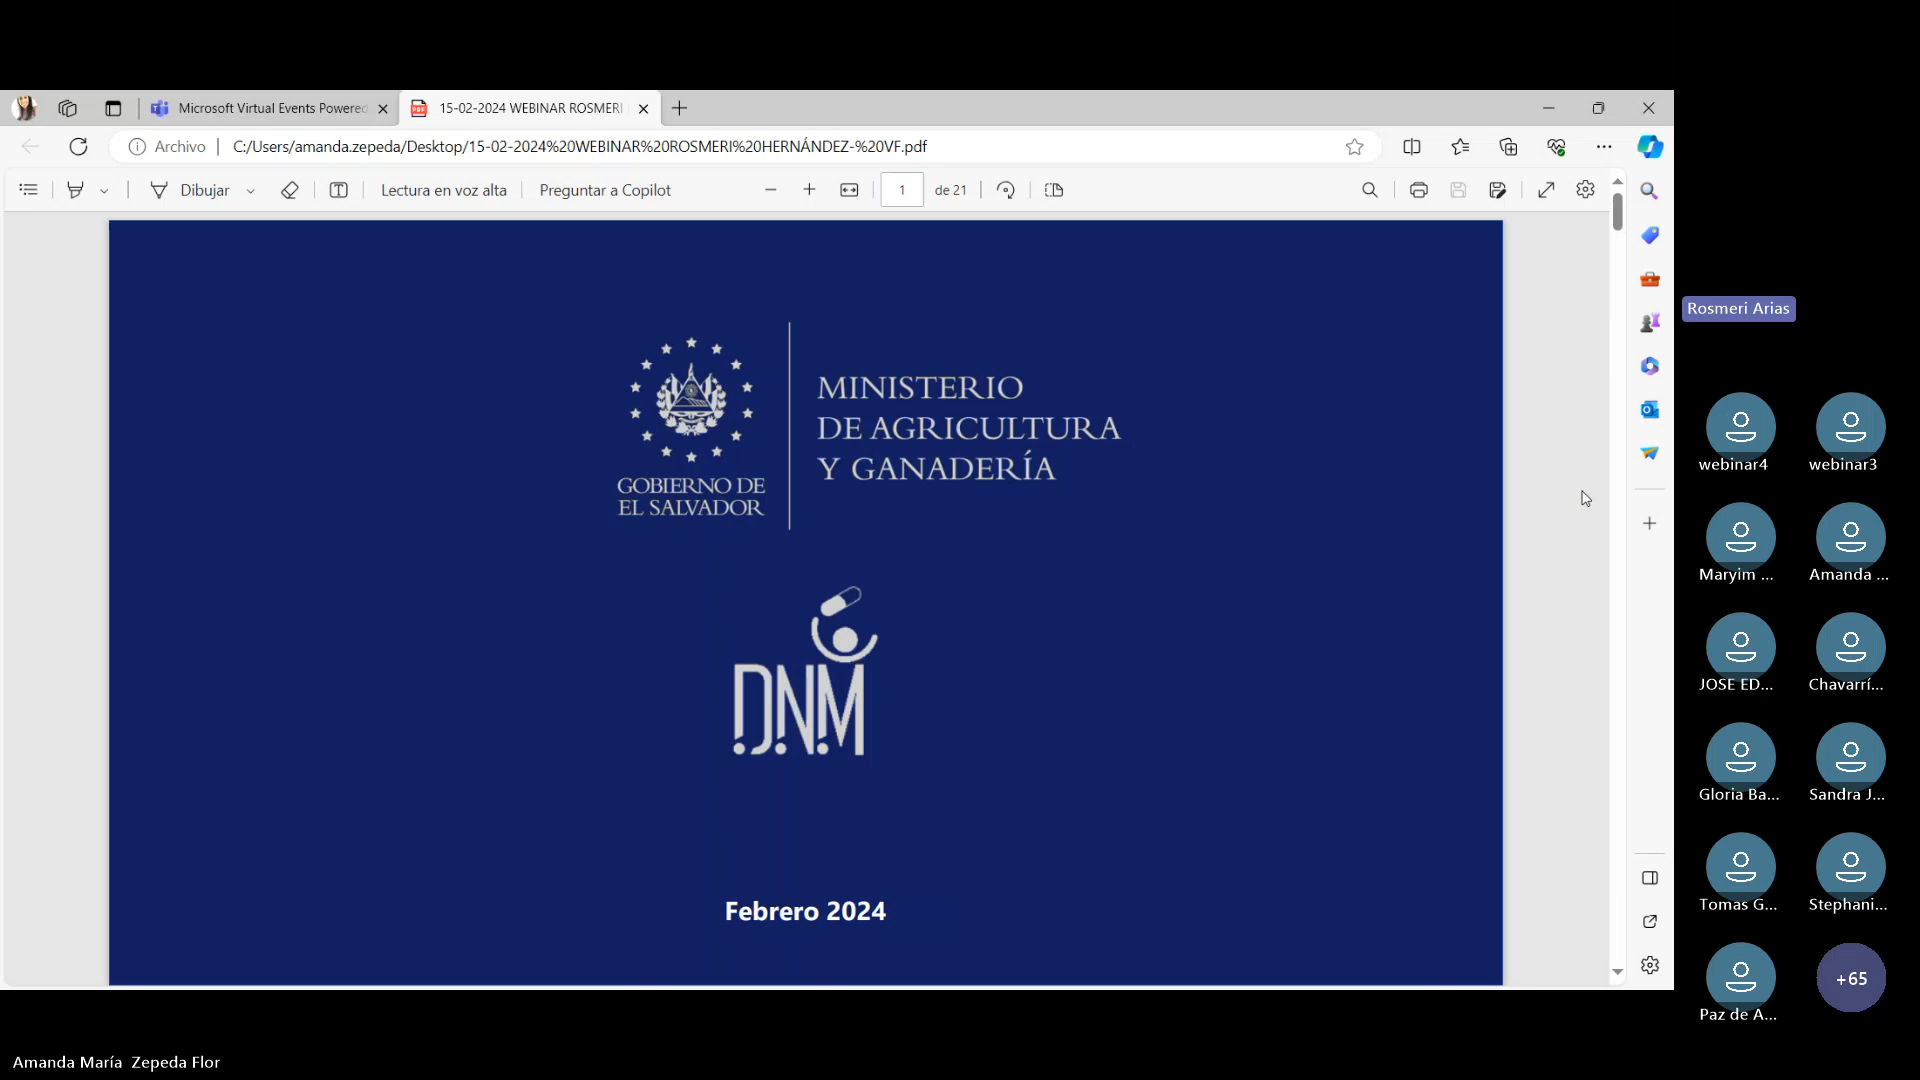 Microsoft Virtual Events Powered
15-02-2024 WEBINAR ROSMERI
Archivo
C:/Users/amanda.zepeda/Desktop/15-02-2024%20WEBINAR%20ROSMERI%20HERNÁNDEZ-%20VF.pdf
Dibujar
Lectura en voz alta
Preguntar a Copilot
1
de 21
MINISTERIO
DE AGRICULTURA
Y GANADERÍA
GOBIERNO DE
EL SALVADOR
DNM
Febrero 2024
Rosmeri Arias
webinar4
webinar3
Maryim ...
Amanda ...
JOSE ED...
Chavarrí...
Gloria Ba...
Sandra J...
Tomas G...
Stephani...
Paz de A...
+65
Amanda María Zepeda Flor